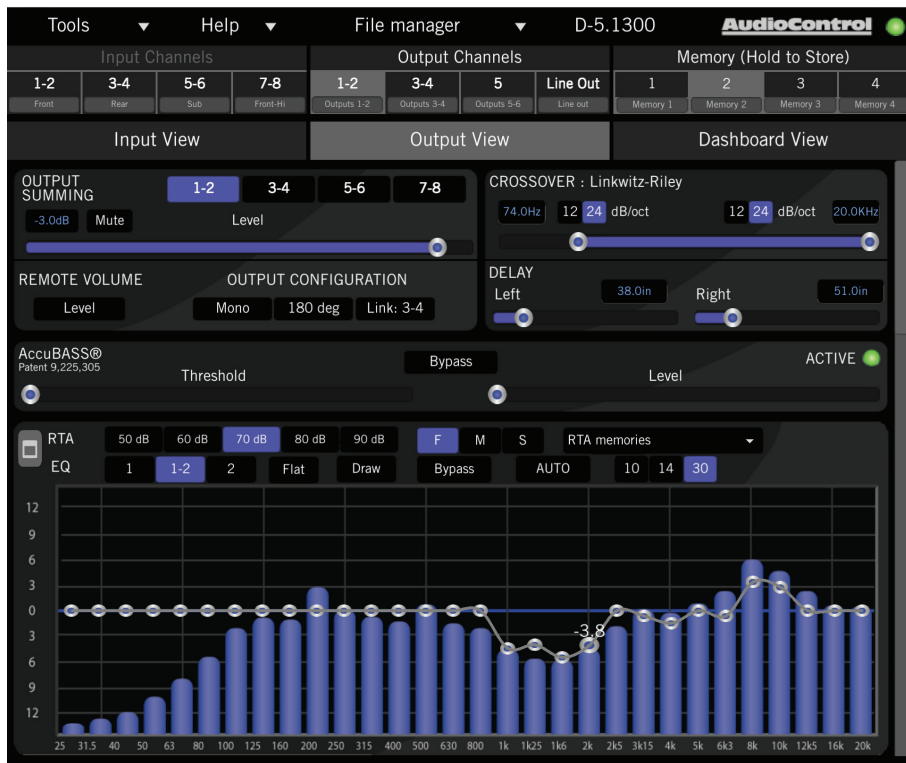 Tools Help File manager D-5.1300 AudioControl
Input Channels Output Channels Memory (Hold to Store)
1-2 3-4 5-6 7-8 1-2 3-4 5 Line Out 1 2 3 4
Front Rear Sub Front-Hi Outputs 1-2 Outputs 3-4 Outputs 5-6 Line out Memory 1 Memory 2 Memory 3 Memory 4
Input View Output View Dashboard View
OUTPUT SUMMING 1-2 3-4 5-6 7-8
-3.0dB Mute Level
CROSSOVER : Linkwitz-Riley
74.0Hz 12 24 dB/oct 12 24 dB/oct 20.0KHz
REMOTE VOLUME OUTPUT CONFIGURATION
Level Mono 180 deg Link: 3-4
DELAY
Left 38.0in Right 51.0in
AccuBASS® Bypass ACTIVE
Patent 9,225,305
Threshold Level
RTA 50 dB 60 dB 70 dB 80 dB 90 dB F M S RTA memories
EQ 1 1-2 2 Flat Draw Bypass AUTO 10 14 30
12
9
6
3
0
-3.8
3
6
9
12
25 31.5 40 50 63 80 100 125 160 200 250 315 400 500 630 800 1k 1k25 1k6 2k 2k5 3k15 4k 5k 6k3 8k 10k 12k5 16k 20k